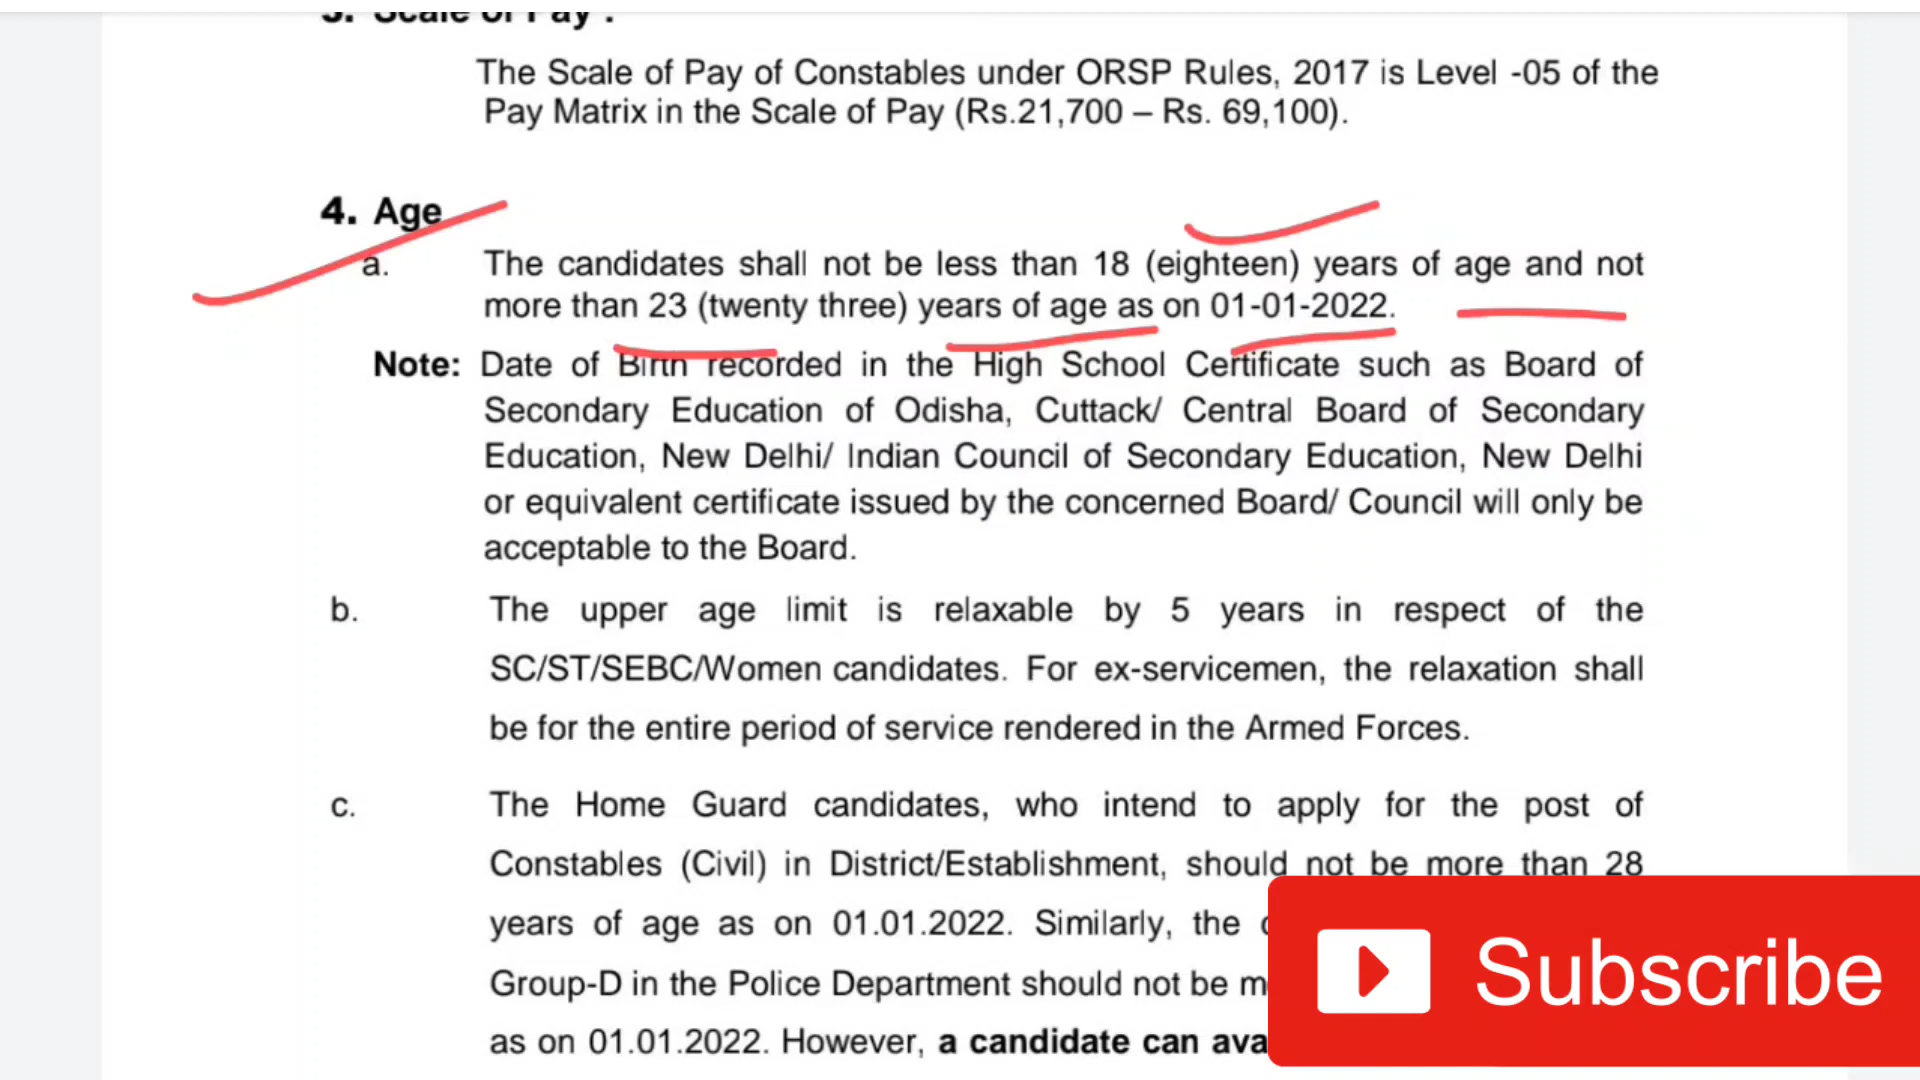 3. Scale of Pay :
The Scale of Pay of Constables under ORSP Rules, 2017 is Level -05 of the
Pay Matrix in the Scale of Pay (Rs.21,700 – Rs. 69,100).
4. Age
a. The candidates shall not be less than 18 (eighteen) years of age and not
more than 23 (twenty three) years of age as on 01-01-2022.
Note: Date of Birth recorded in the High School Certificate such as Board of
Secondary Education of Odisha, Cuttack/ Central Board of Secondary
Education, New Delhi/ Indian Council of Secondary Education, New Delhi
or equivalent certificate issued by the concerned Board/ Council will only be
acceptable to the Board.
b. The upper age limit is relaxable by 5 years in respect of the
SC/ST/SEBC/Women candidates. For ex-servicemen, the relaxation shall
be for the entire period of service rendered in the Armed Forces.
c. The Home Guard candidates, who intend to apply for the post of
Constables (Civil) in District/Establishment, should not be more than 28
years of age as on 01.01.2022. Similarly, the
Group-D in the Police Department should not be
as on 01.01.2022. However, a candidate can
Subscribe